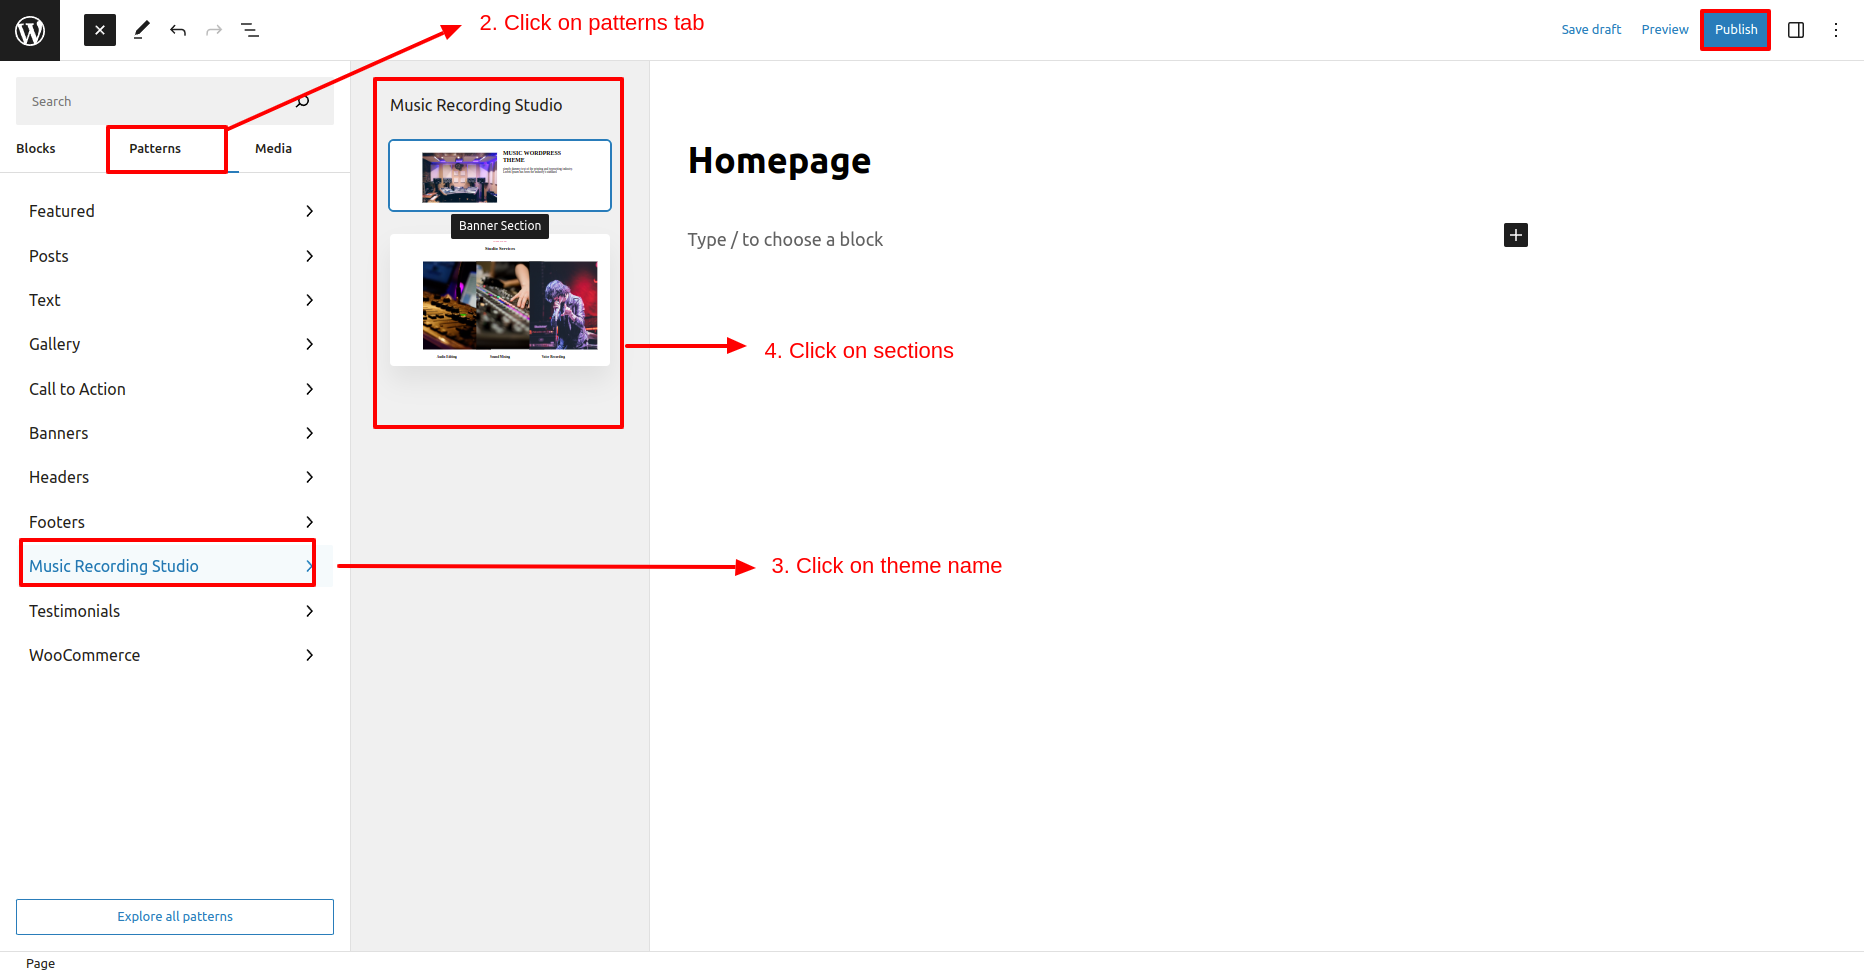 2. Click on patterns tab
Save draft
Preview
Publish
Search
Blocks
Patterns
Media
Featured
Posts
Text
Gallery
Call to Action
Banners
Headers
Footers
Music Recording Studio
Testimonials
WooCommerce
Explore all patterns
Page
Music Recording Studio
MUSIC WORDPRESS
THEME
Banner Section
Studio Services
Audio Editing
Sound Mixing
Voice Recording
Homepage
Type / to choose a block
4. Click on sections
3. Click on theme name